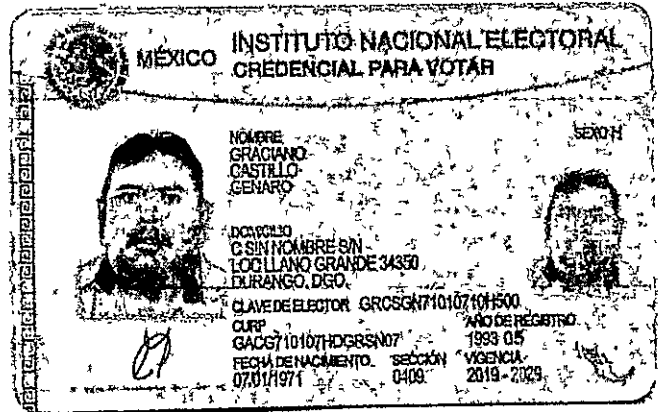 MÉXICO
INSTITUTO NACIONAL ELECTORAL
CREDENCIAL PARA VOTAR
NOMBRE
GRACIANO
CASTILLO
GENARO
SEXO H
DOMICILIO
C SIN NOMBRE S/N
LOC LLANO GRANDE 34350
DURANGO, DGO.
CLAVE DE ELECTOR GRCSGN71010710H500
CURP
GACG710107HDGRSN07
AÑO DE REGISTRO
1993 05
FECHA DE NACIMIENTO
07/01/1971
SECCIÓN
0409
VIGENCIA
2019 - 2029